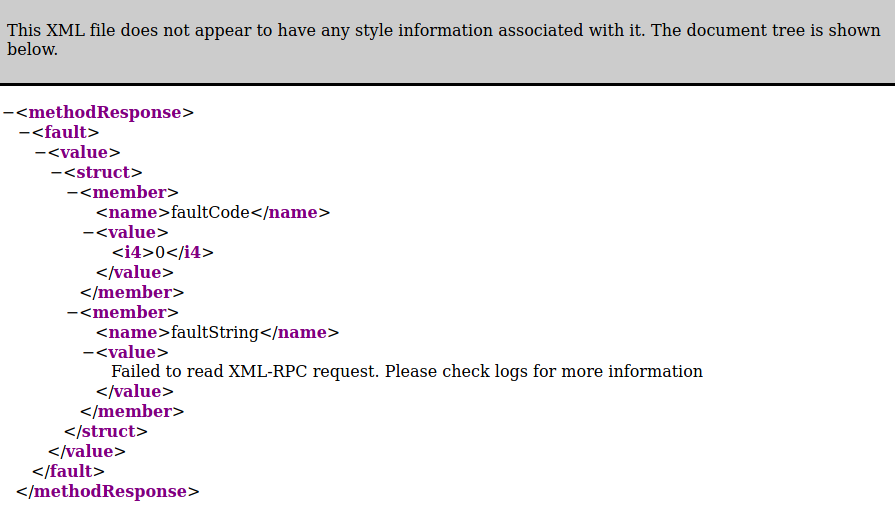 This XML file does not appear to have any style information associated with it. The document tree is shown
below.
−<methodResponse>
−<fault>
−<value>
−<struct>
−<member>
<name>faultCode</name>
−<value>
<i4>0</i4>
</value>
</member>
−<member>
<name>faultString</name>
−<value>
Failed to read XML-RPC request. Please check logs for more information
</value>
</member>
</struct>
</value>
</fault>
</methodResponse>